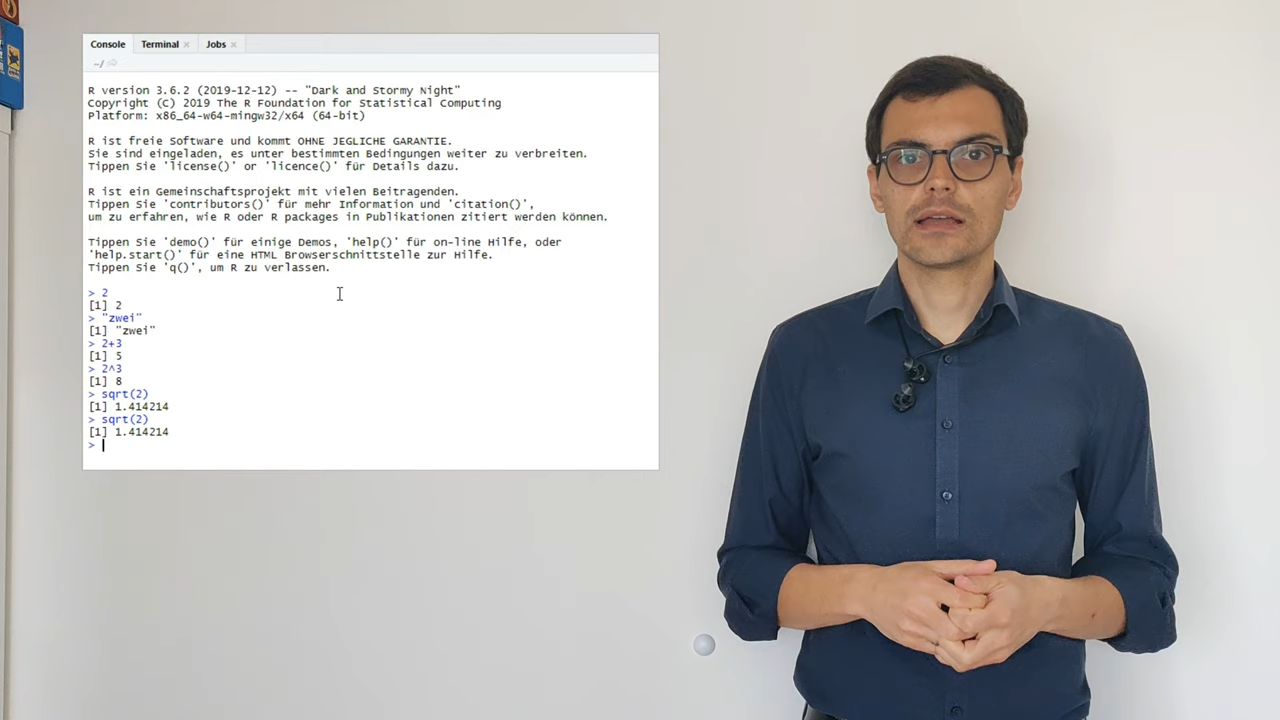 Console Terminal Jobs
~/
R version 3.6.2 (2019-12-12) -- "Dark and Stormy Night"
Copyright (C) 2019 The R Foundation for Statistical Computing
Platform: x86_64-w64-mingw32/x64 (64-bit)
R ist freie Software und kommt OHNE JEGLICHE GARANTIE.
Sie sind eingeladen, es unter bestimmten Bedingungen weiter zu verbreiten.
Tippen Sie 'license()' or 'licence()' für Details dazu.
R ist ein Gemeinschaftsprojekt mit vielen Beitragenden.
Tippen Sie 'contributors()' für mehr Information und 'citation()',
um zu erfahren, wie R oder R packages in Publikationen zitiert werden können.
Tippen Sie 'demo()' für einige Demos, 'help()' für on-line Hilfe, oder
'help.start()' für eine HTML Browserschnittstelle zur Hilfe.
Tippen Sie 'q()', um R zu verlassen.
> 2
[1] 2
> "zwei"
[1] "zwei"
> 2+3
[1] 5
> 2^3
[1] 8
> sqrt(2)
[1] 1.414214
> sqrt(2)
[1] 1.414214
>